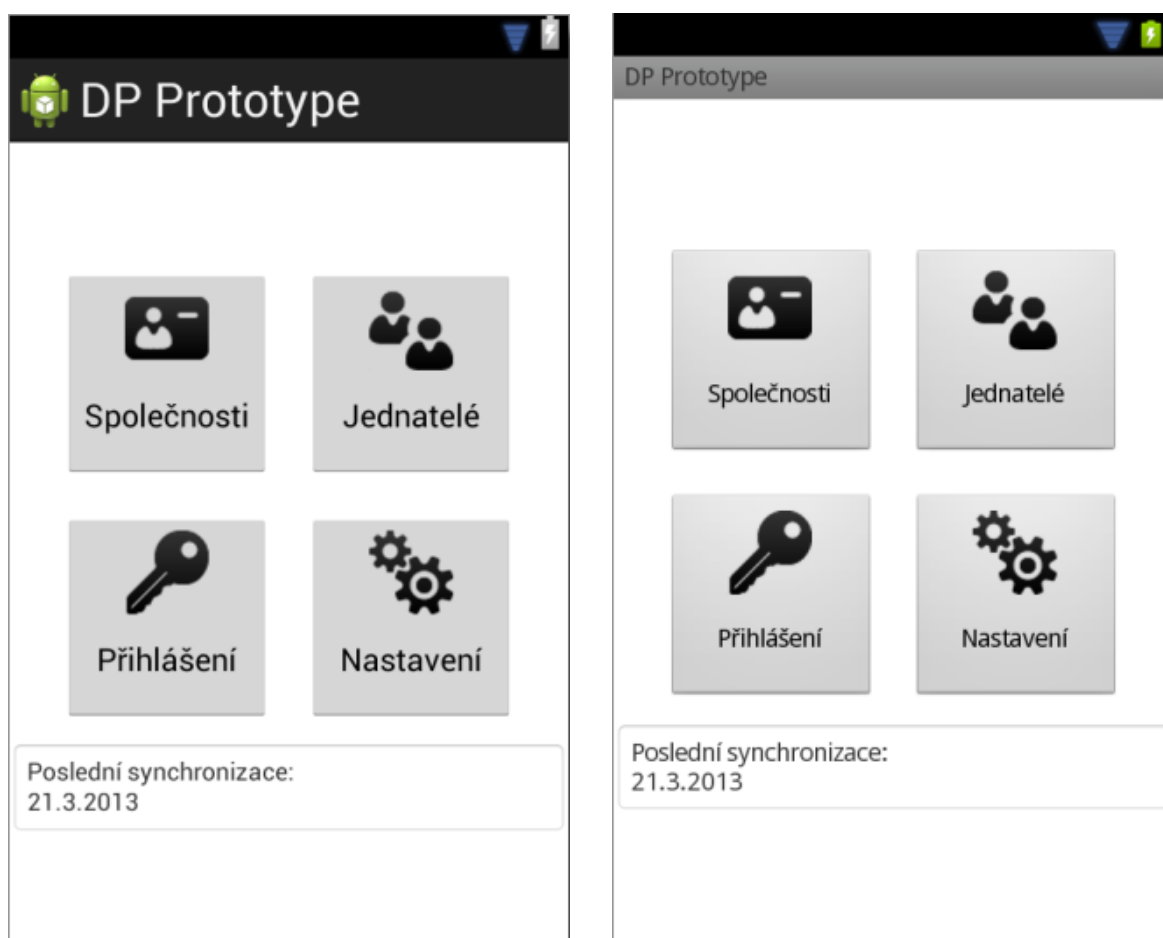 DP Prototype
Společnosti
Jednatelé
Přihlášení
Nastavení
Poslední synchronizace:
21.3.2013
DP Prototype
Společnosti
Jednatelé
Přihlášení
Nastavení
Poslední synchronizace:
21.3.2013